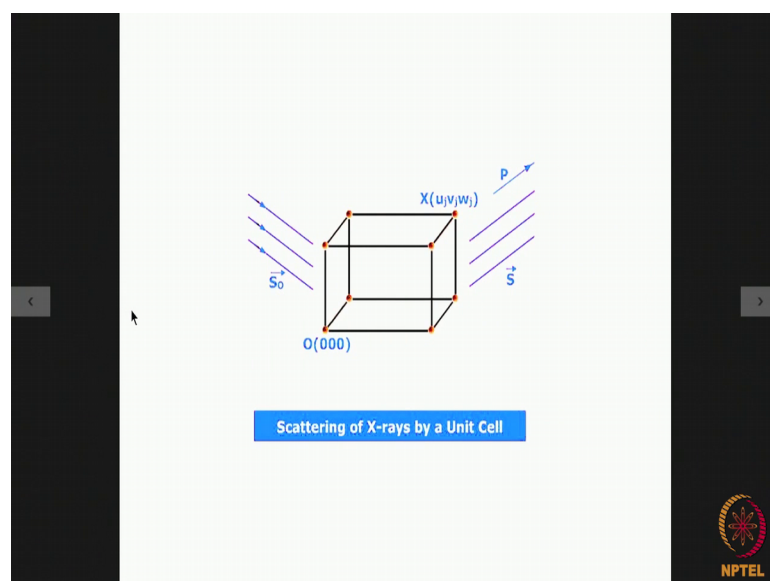 P
X(uⱼvⱼwⱼ)
S₀
S
O(000)
Scattering of X-rays by a Unit Cell
NPTEL